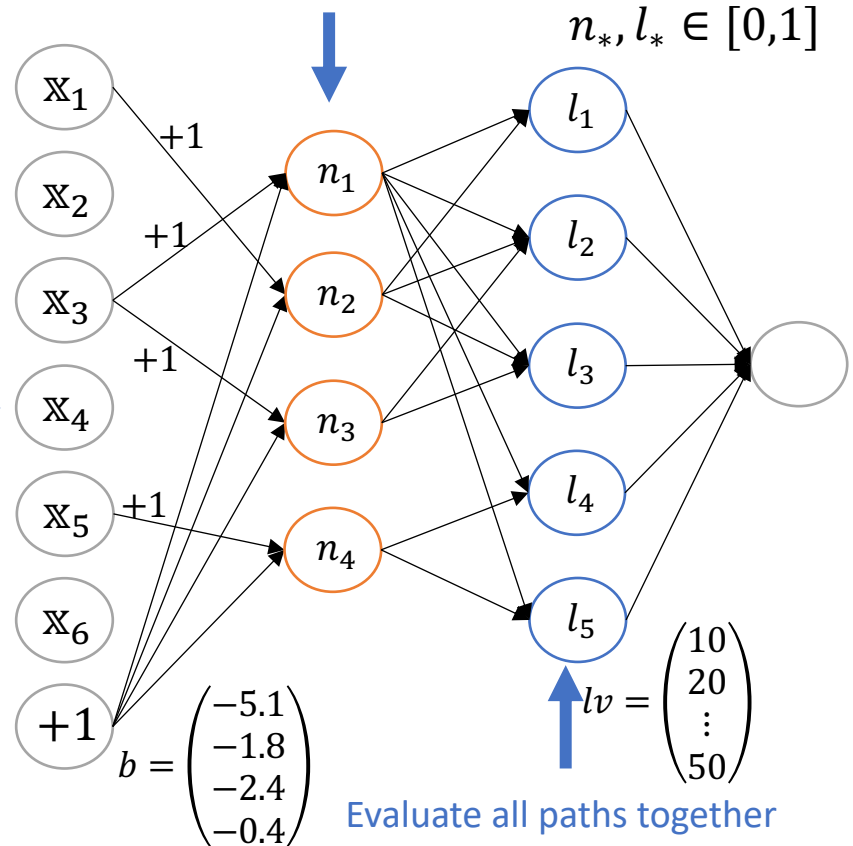 n∗, l∗ ∈ [0,1]
𝕩1
𝕩2
𝕩3
𝕩4
𝕩5
𝕩6
+1
+1
+1
+1
+1
n1
n2
n3
n4
l1
l2
l3
l4
l5
b = (−5.1
−1.8
−2.4
−0.4)
lv = (10
20
⋮
50)
Evaluate all paths together